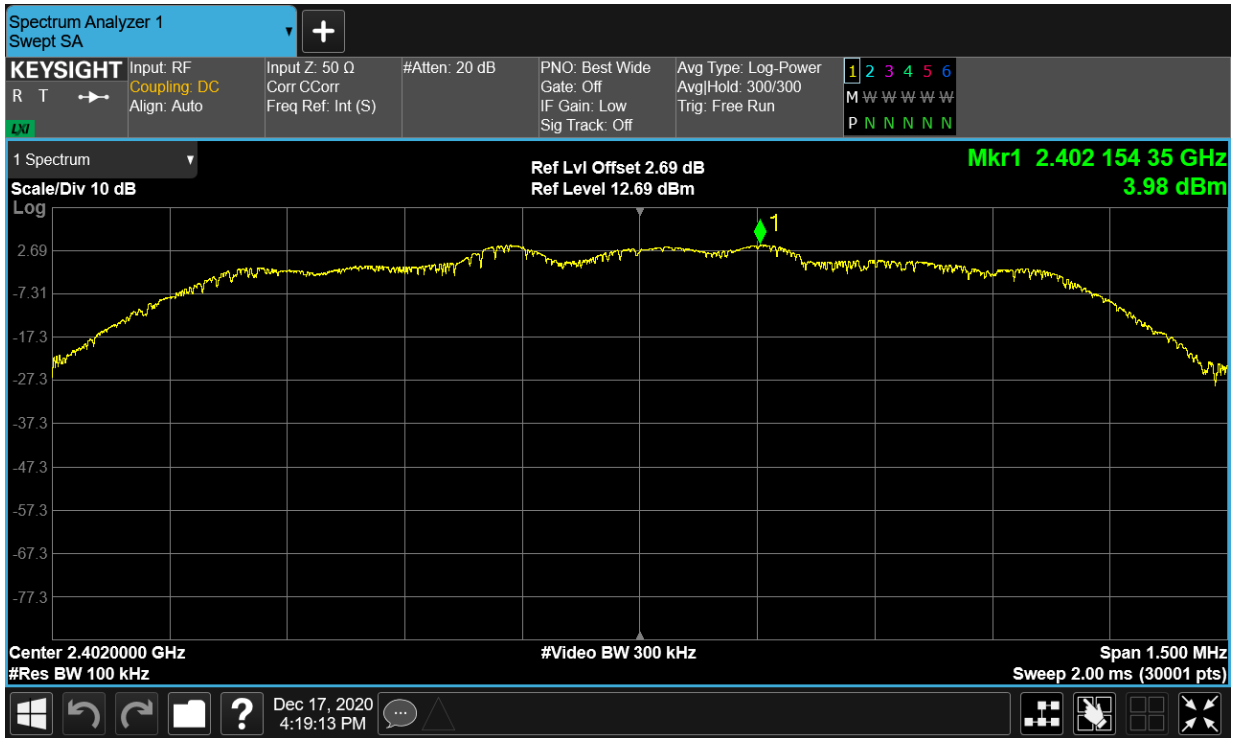 Spectrum Analyzer 1
Swept SA
KEYSIGHT
R T
LXI
Input: RF
Coupling: DC
Align: Auto
Input Z: 50 Ω
Corr CCorr
Freq Ref: Int (S)
#Atten: 20 dB
PNO: Best Wide
Gate: Off
IF Gain: Low
Sig Track: Off
Avg Type: Log-Power
Avg|Hold: 300/300
Trig: Free Run
1 2 3 4 5 6
M W W W W W
P N N N N N
1 Spectrum
Scale/Div 10 dB
Log
Ref Lvl Offset 2.69 dB
Ref Level 12.69 dBm
Mkr1 2.402 154 35 GHz
3.98 dBm
1
2.69
-7.31
-17.3
-27.3
-37.3
-47.3
-57.3
-67.3
-77.3
Center 2.4020000 GHz
#Res BW 100 kHz
#Video BW 300 kHz
Span 1.500 MHz
Sweep 2.00 ms (30001 pts)
?
Dec 17, 2020
4:19:13 PM